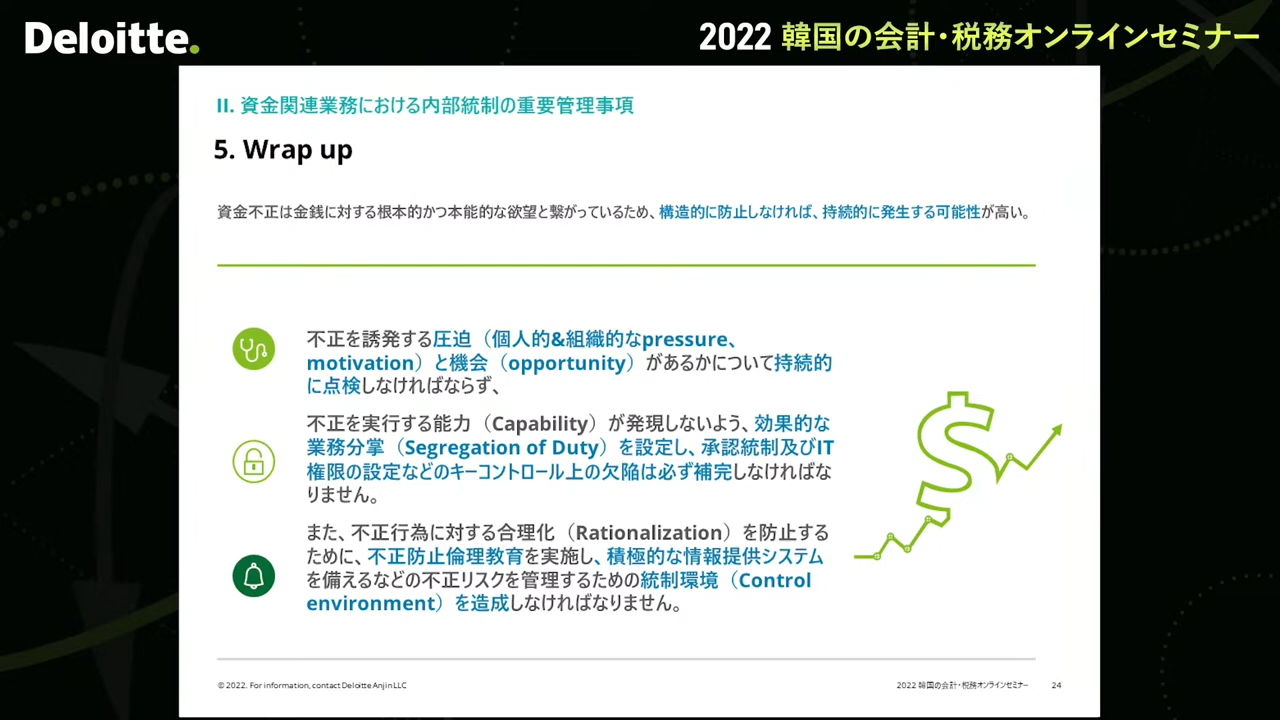 Deloitte.
2022 韓国の会計・税務オンラインセミナー
II. 資金関連業務における内部統制の重要管理事項
5. Wrap up
資金不正は金銭に対する根本的かつ本能的な欲望と繋がっているため、構造的に防止しなければ、持続的に発生する可能性が高い。
不正を誘発する圧迫（個人的&組織的なpressure、
motivation）と機会（opportunity）があるかについて持続的
に点検しなければならず、
不正を実行する能力（Capability）が発現しないよう、効果的な
業務分掌（Segregation of Duty）を設定し、承認統制及びIT
権限の設定などのキーコントロール上の欠陥は必ず補完しなければな
りません。
また、不正行為に対する合理化（Rationalization）を防止する
ために、不正防止倫理教育を実施し、積極的な情報提供システム
を備えるなどの不正リスクを管理するための統制環境（Control
environment）を造成しなければなりません。
© 2022. For information, contact Deloitte Anjin LLC
2022 韓国の会計・税務オンラインセミナー
24